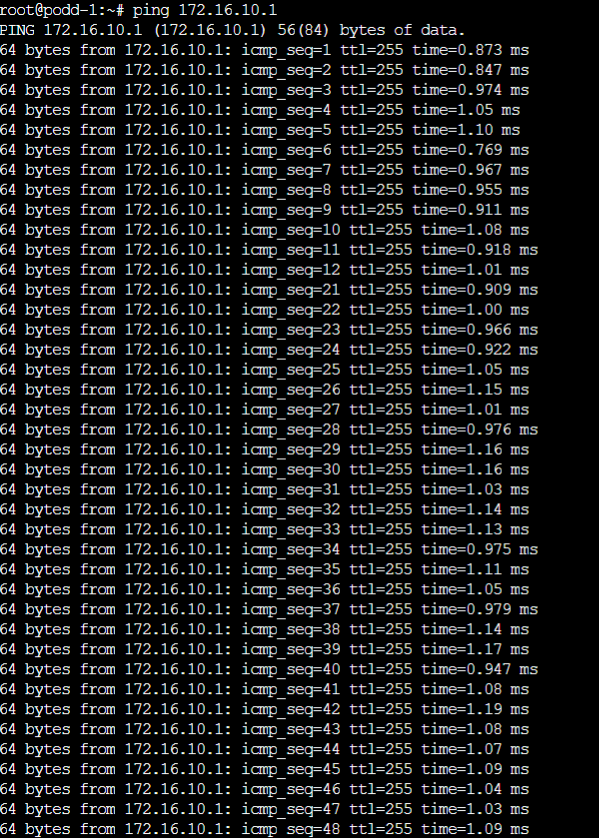 root@podd-1:~# ping 172.16.10.1
PING 172.16.10.1 (172.16.10.1) 56(84) bytes of data.
64 bytes from 172.16.10.1: icmp_seq=1 ttl=255 time=0.873 ms
64 bytes from 172.16.10.1: icmp_seq=2 ttl=255 time=0.847 ms
64 bytes from 172.16.10.1: icmp_seq=3 ttl=255 time=0.974 ms
64 bytes from 172.16.10.1: icmp_seq=4 ttl=255 time=1.05 ms
64 bytes from 172.16.10.1: icmp_seq=5 ttl=255 time=1.10 ms
64 bytes from 172.16.10.1: icmp_seq=6 ttl=255 time=0.769 ms
64 bytes from 172.16.10.1: icmp_seq=7 ttl=255 time=0.967 ms
64 bytes from 172.16.10.1: icmp_seq=8 ttl=255 time=0.955 ms
64 bytes from 172.16.10.1: icmp_seq=9 ttl=255 time=0.911 ms
64 bytes from 172.16.10.1: icmp_seq=10 ttl=255 time=1.08 ms
64 bytes from 172.16.10.1: icmp_seq=11 ttl=255 time=0.918 ms
64 bytes from 172.16.10.1: icmp_seq=12 ttl=255 time=1.01 ms
64 bytes from 172.16.10.1: icmp_seq=21 ttl=255 time=0.909 ms
64 bytes from 172.16.10.1: icmp_seq=22 ttl=255 time=1.00 ms
64 bytes from 172.16.10.1: icmp_seq=23 ttl=255 time=0.966 ms
64 bytes from 172.16.10.1: icmp_seq=24 ttl=255 time=0.922 ms
64 bytes from 172.16.10.1: icmp_seq=25 ttl=255 time=1.05 ms
64 bytes from 172.16.10.1: icmp_seq=26 ttl=255 time=1.15 ms
64 bytes from 172.16.10.1: icmp_seq=27 ttl=255 time=1.01 ms
64 bytes from 172.16.10.1: icmp_seq=28 ttl=255 time=0.976 ms
64 bytes from 172.16.10.1: icmp_seq=29 ttl=255 time=1.16 ms
64 bytes from 172.16.10.1: icmp_seq=30 ttl=255 time=1.16 ms
64 bytes from 172.16.10.1: icmp_seq=31 ttl=255 time=1.03 ms
64 bytes from 172.16.10.1: icmp_seq=32 ttl=255 time=1.14 ms
64 bytes from 172.16.10.1: icmp_seq=33 ttl=255 time=1.13 ms
64 bytes from 172.16.10.1: icmp_seq=34 ttl=255 time=0.975 ms
64 bytes from 172.16.10.1: icmp_seq=35 ttl=255 time=1.11 ms
64 bytes from 172.16.10.1: icmp_seq=36 ttl=255 time=1.05 ms
64 bytes from 172.16.10.1: icmp_seq=37 ttl=255 time=0.979 ms
64 bytes from 172.16.10.1: icmp_seq=38 ttl=255 time=1.14 ms
64 bytes from 172.16.10.1: icmp_seq=39 ttl=255 time=1.17 ms
64 bytes from 172.16.10.1: icmp_seq=40 ttl=255 time=0.947 ms
64 bytes from 172.16.10.1: icmp_seq=41 ttl=255 time=1.08 ms
64 bytes from 172.16.10.1: icmp_seq=42 ttl=255 time=1.19 ms
64 bytes from 172.16.10.1: icmp_seq=43 ttl=255 time=1.08 ms
64 bytes from 172.16.10.1: icmp_seq=44 ttl=255 time=1.07 ms
64 bytes from 172.16.10.1: icmp_seq=45 ttl=255 time=1.09 ms
64 bytes from 172.16.10.1: icmp_seq=46 ttl=255 time=1.04 ms
64 bytes from 172.16.10.1: icmp_seq=47 ttl=255 time=1.03 ms
64 bytes from 172.16.10.1: icmp_seq=48 ttl=255 time=1.09 ms